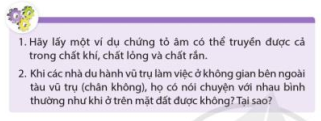 1. Hãy lấy một ví dụ chứng tỏ âm có thể truyền được cả
trong chất khí, chất lỏng và chất rắn.
2. Khi các nhà du hành vũ trụ làm việc ở không gian bên ngoài
tàu vũ trụ (chân không), họ có nói chuyện với nhau bình
thường như khi ở trên mặt đất được không? Tại sao?